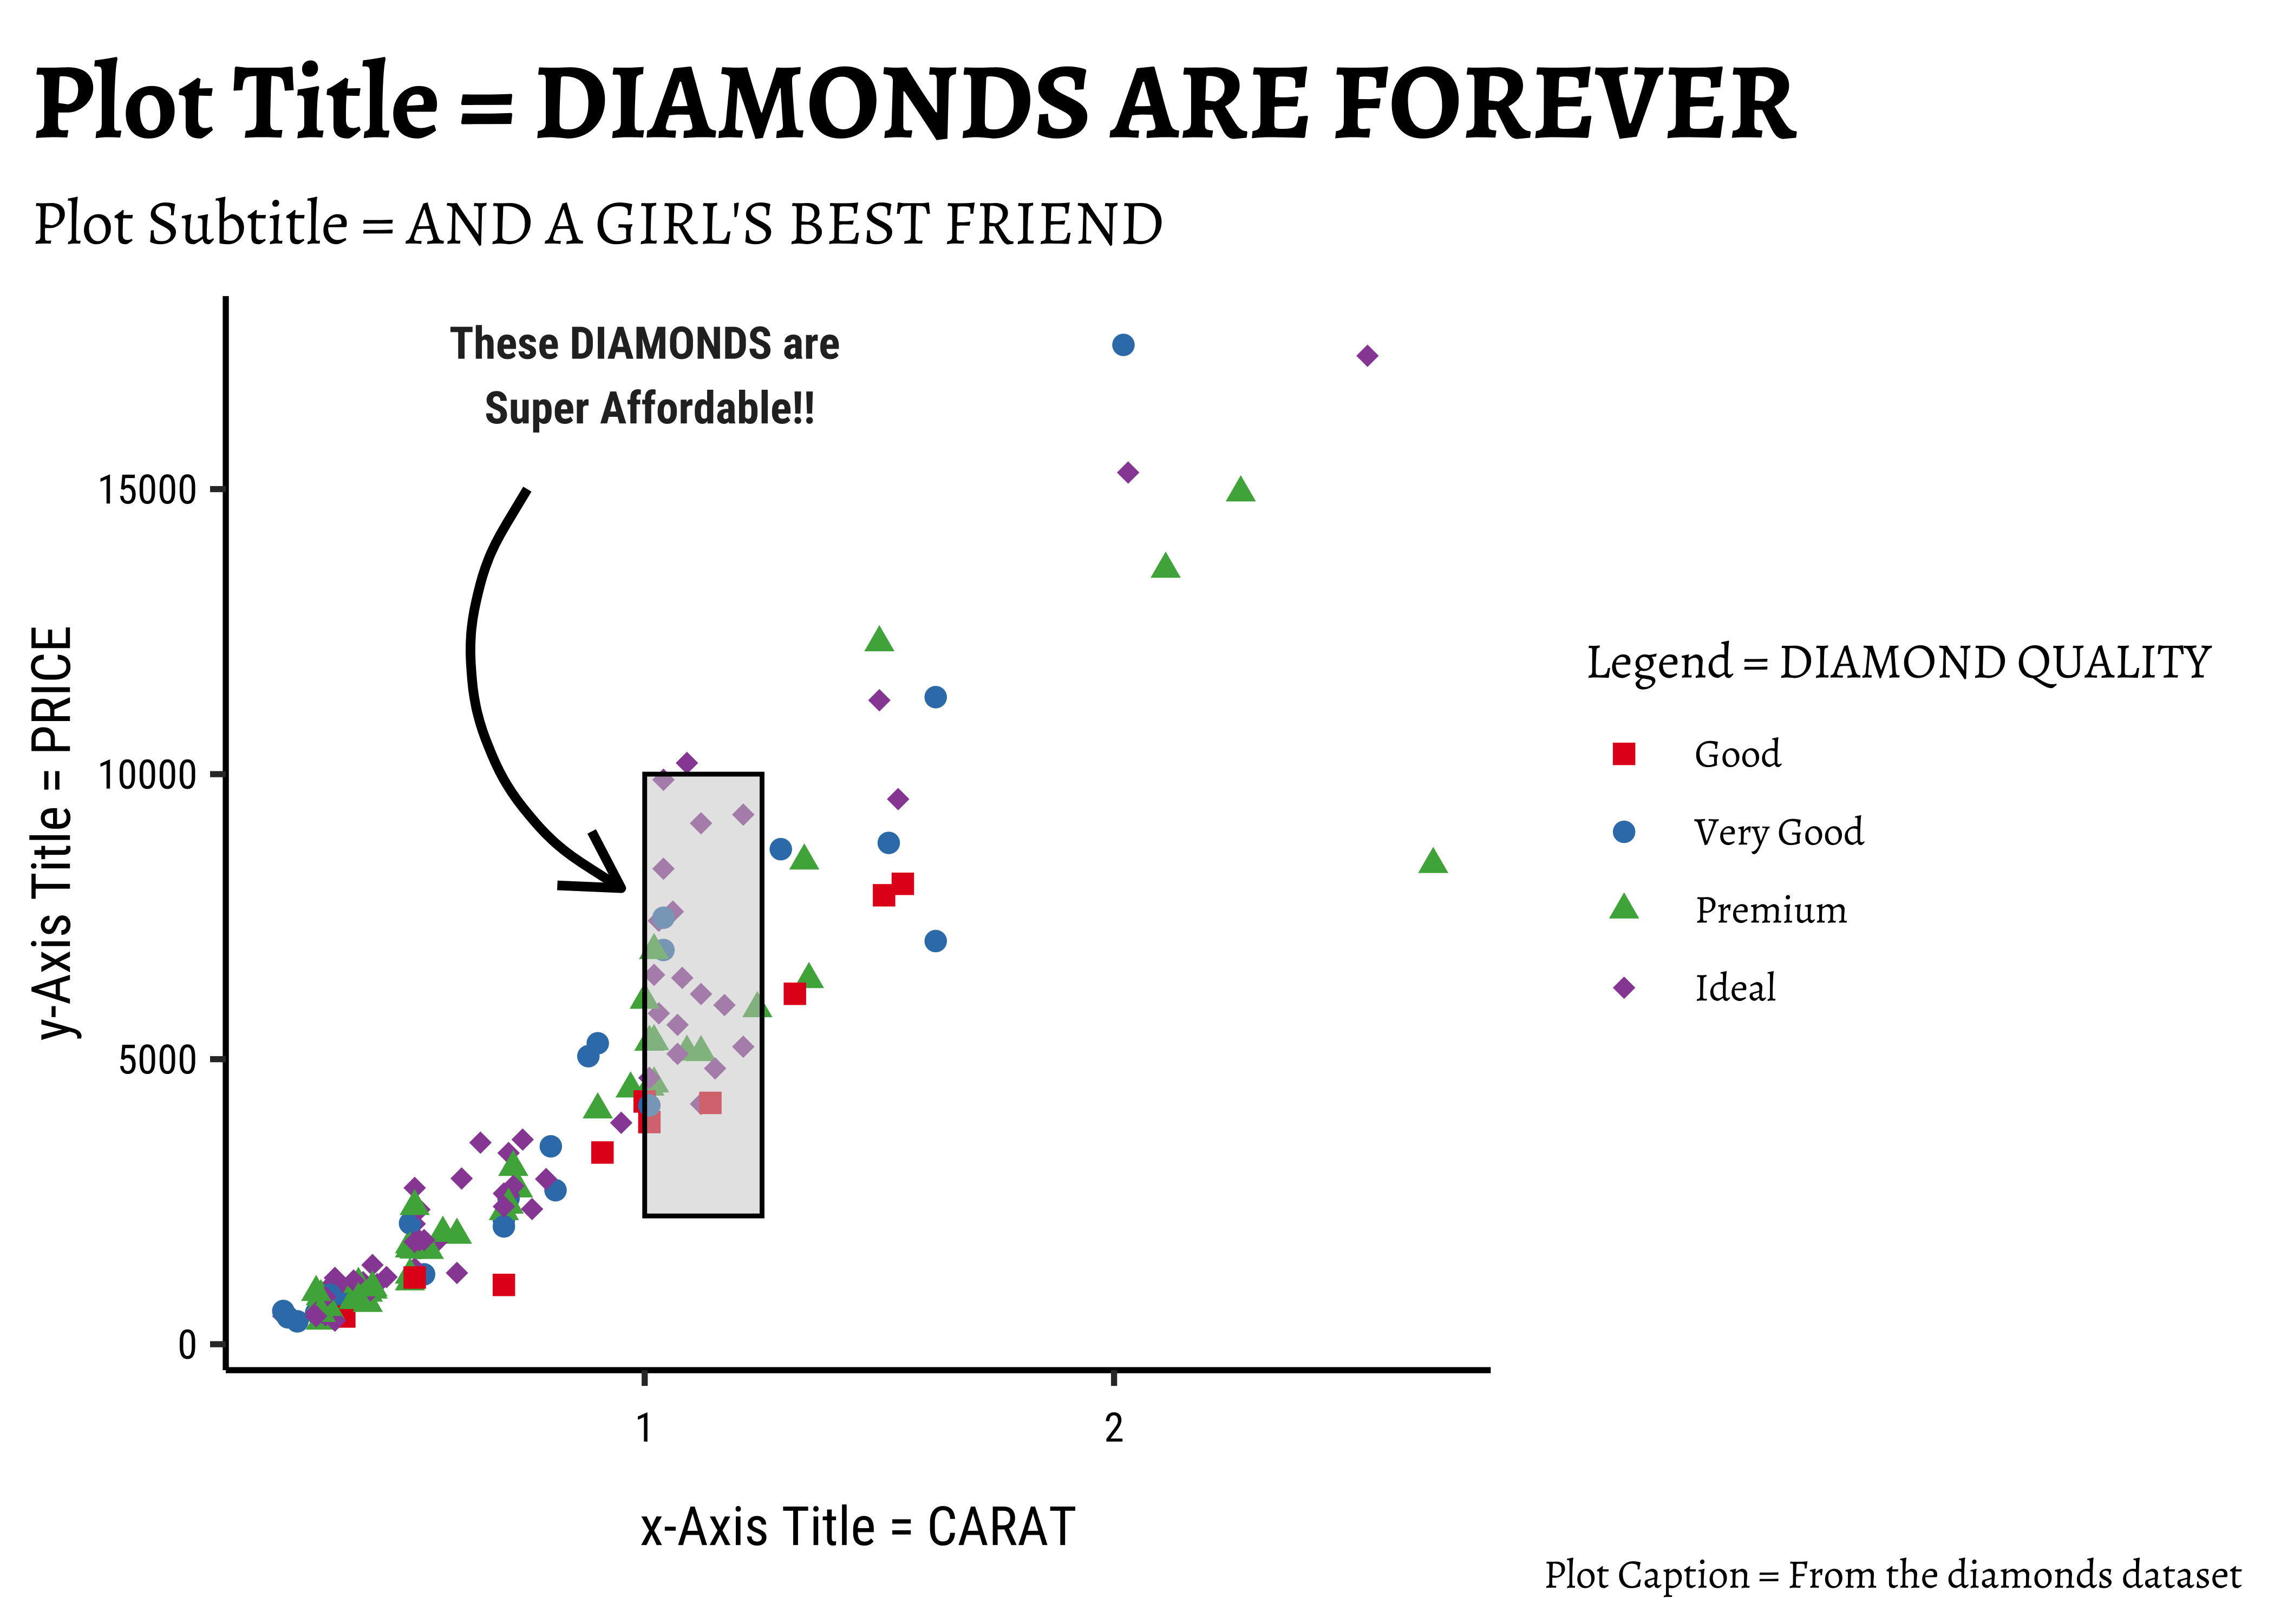 Plot Title = DIAMONDS ARE FOREVER
Plot Subtitle = AND A GIRL'S BEST FRIEND
These DIAMONDS are
Super Affordable!!
y-Axis Title = PRICE
15000
10000
5000
0
1
2
x-Axis Title = CARAT
Legend = DIAMOND QUALITY
Good
Very Good
Premium
Ideal
Plot Caption = From the diamonds dataset